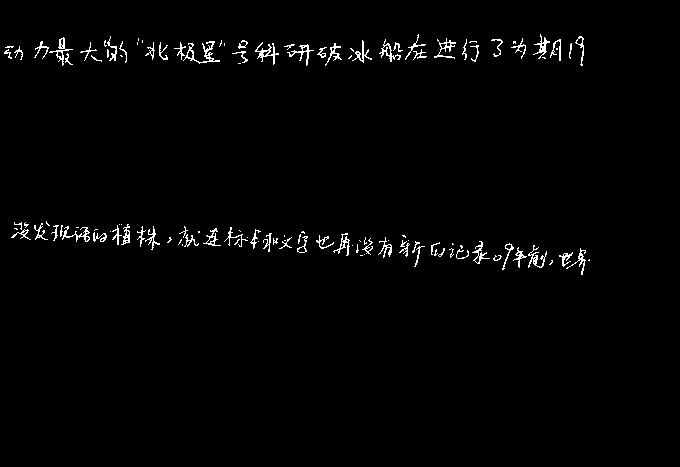 动力最大的“北极星”号科研破冰船在进行了为期19
没发现活的植株，就连标本和文字也再没有新的记录。9年前，世界